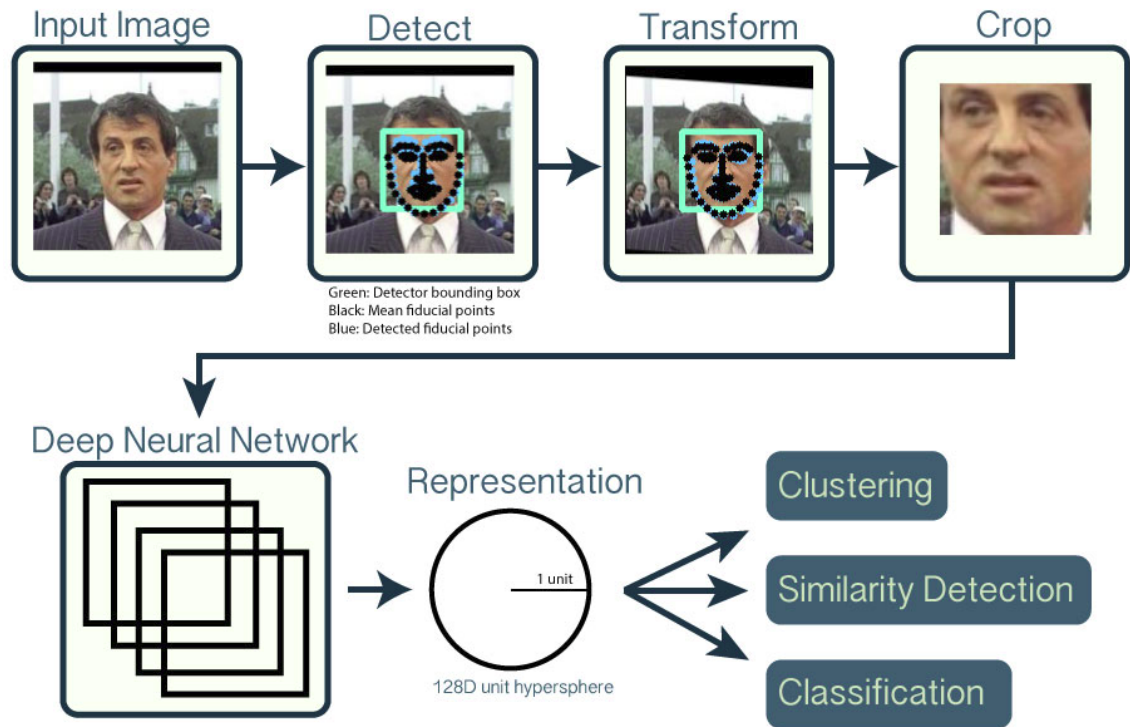 Input Image
Detect
Transform
Crop
Green: Detector bounding box
Black: Mean fiducial points
Blue: Detected fiducial points
Deep Neural Network
Representation
1 unit
128D unit hypersphere
Clustering
Similarity Detection
Classification